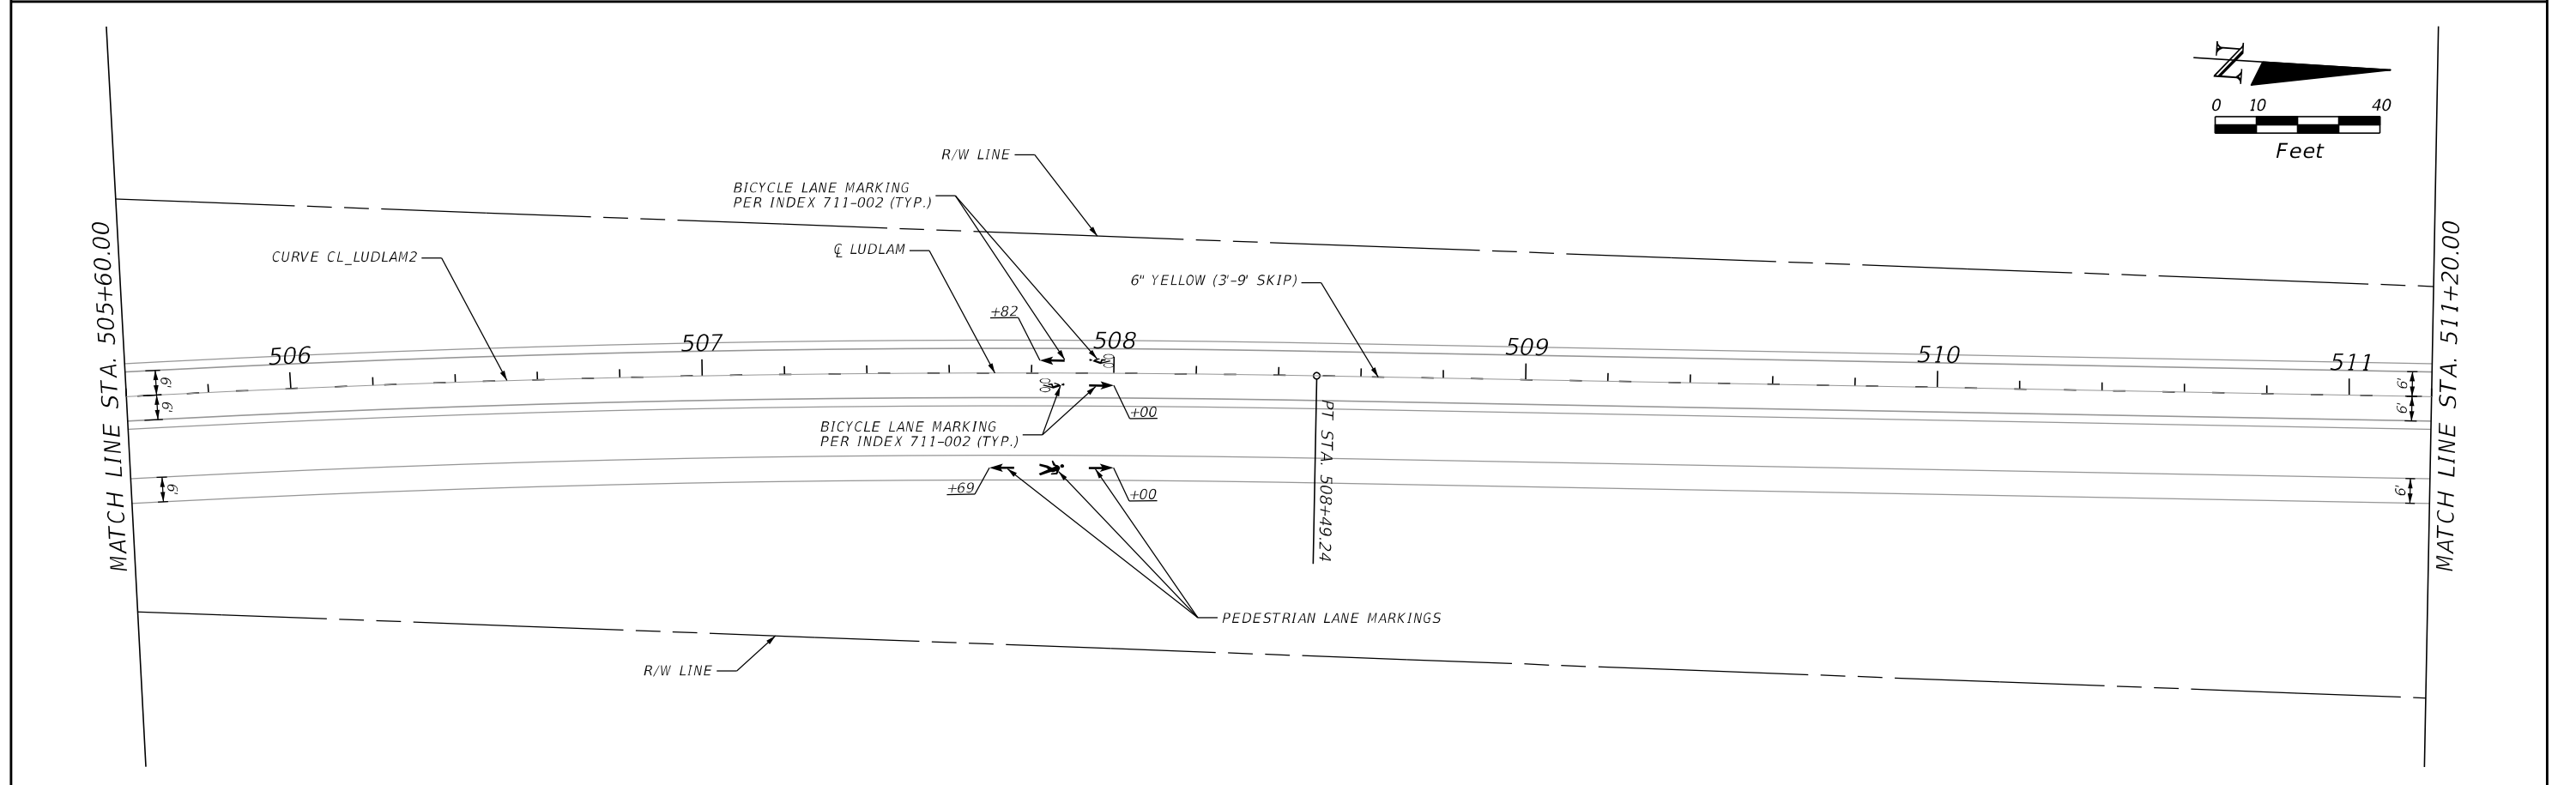 N
0 10 40
Feet
R/W LINE
BICYCLE LANE MARKING
PER INDEX 711-002 (TYP.)
CURVE CL_LUDLAM2
℄ LUDLAM
6" YELLOW (3'-9' SKIP)
+82
506
507
508
509
510
511
MATCH LINE STA. 505+60.00
MATCH LINE STA. 511+20.00
6'
6'
6'
6'
+00
BICYCLE LANE MARKING
PER INDEX 711-002 (TYP.)
PT STA. 508+49.24
6'
6'
+69
+00
PEDESTRIAN LANE MARKINGS
R/W LINE